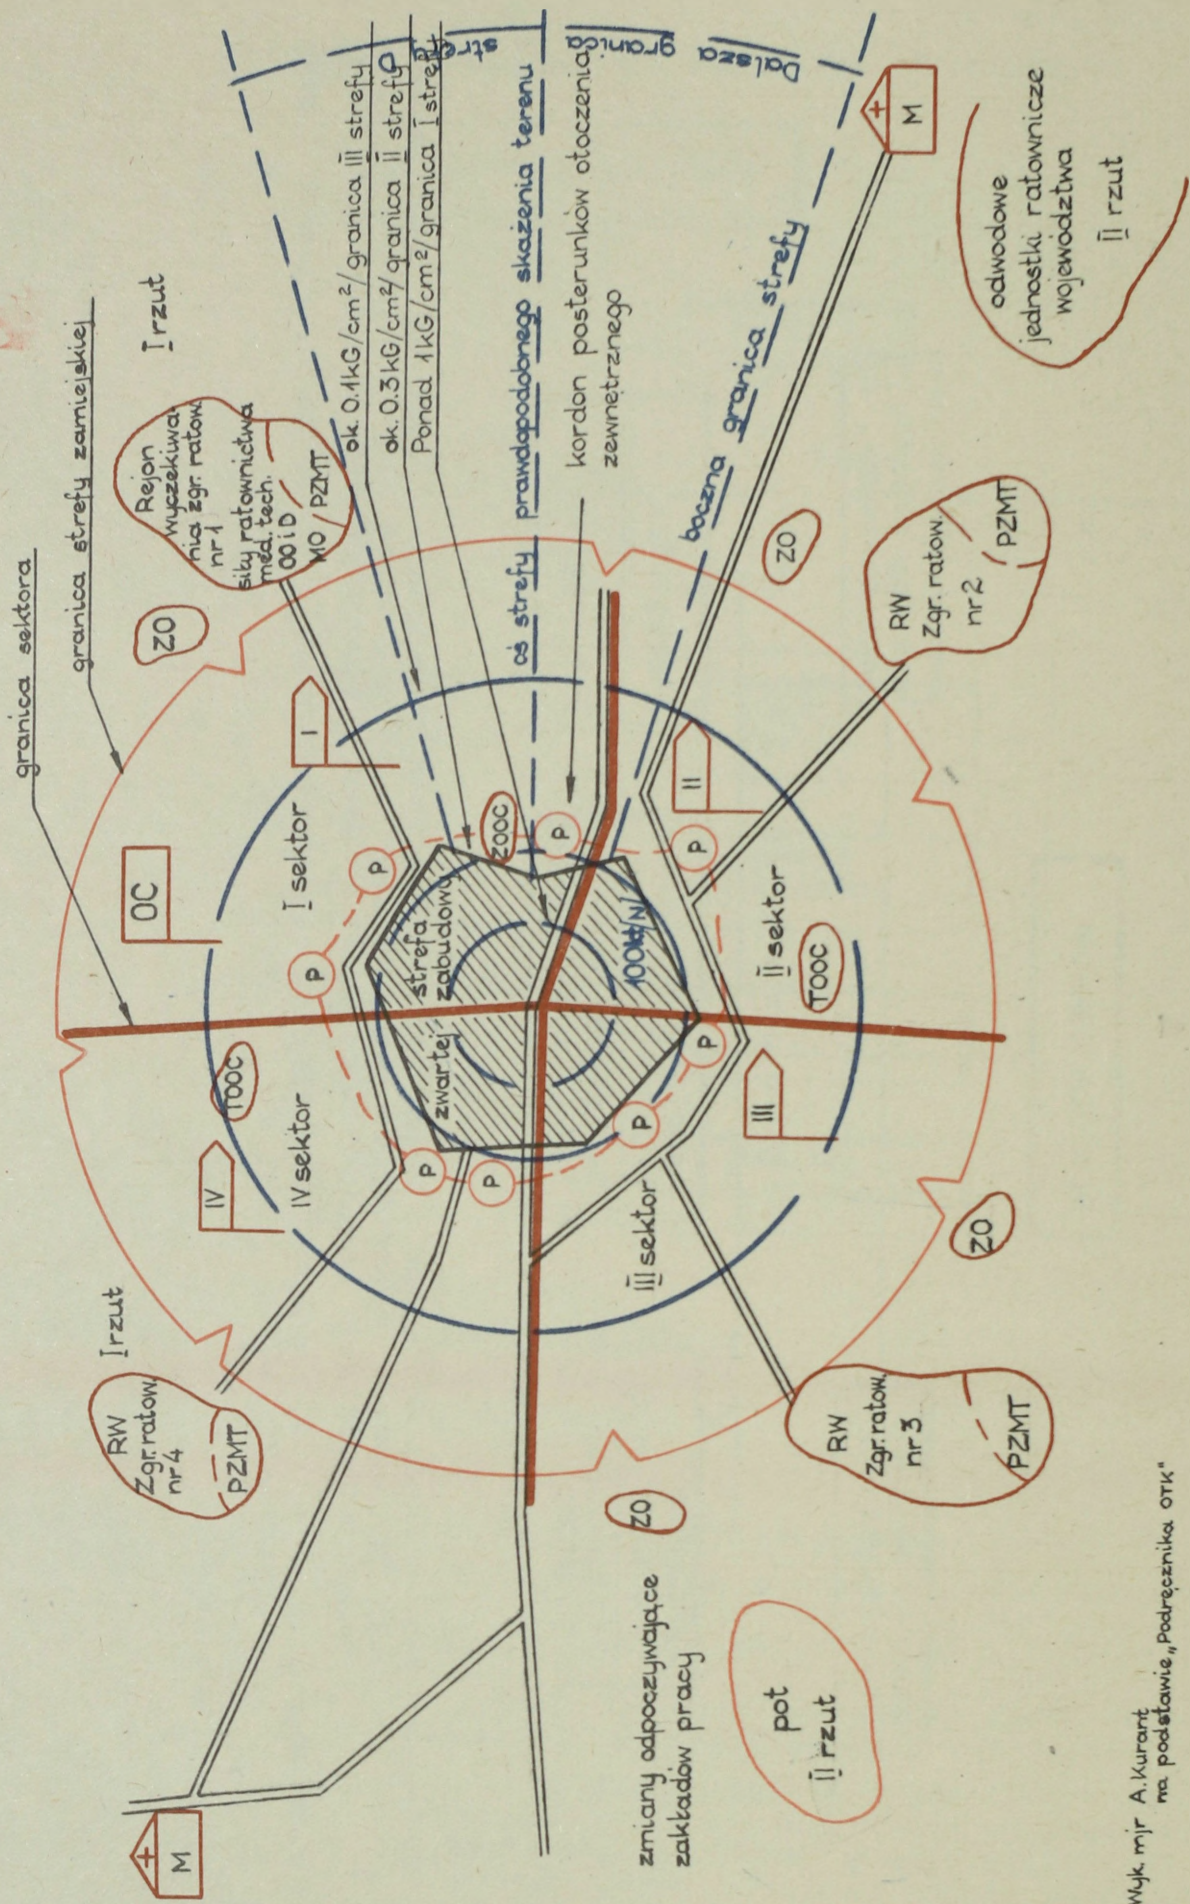 granica sektora
granica strefy zamiejskiej
I rzut
Rejon
wyczekiwa-
nia zgr. ratow.
nr 1
siły ratownictwa
med. tech.
OO i D
MO
PZMT
ok. 0.1kG/cm²/granica III strefy
ok. 0.3kG/cm²/granica II strefy
Ponad 1kG/cm²/granica I strefy
Dalsza granica strefy
oś strefy prawdopodobnego skażenia terenu
kordon posterunków otoczenia
zewnętrznego
boczna granica strefy
M
odwodowe
jednostki ratownicze
województwa
II rzut
ZO
ZO
RW
Zgr. ratow.
nr 2
PZMT
OC
I
I sektor
ZOOC
II
II sektor
TOOC
P
P
P
P
P
P
P
P
strefa
zwartej zabudowy
100kt/N/
TOOC
IV
IV sektor
III
III sektor
ZO
I rzut
RW
Zgr. ratow.
nr 4
PZMT
RW
Zgr. ratow.
nr 3
PZMT
ZO
zmiany odpoczywające
zakładów pracy
pot
II rzut
M
Wyk. mjr A. Kurant
na podstawie „Podręcznika OTK"